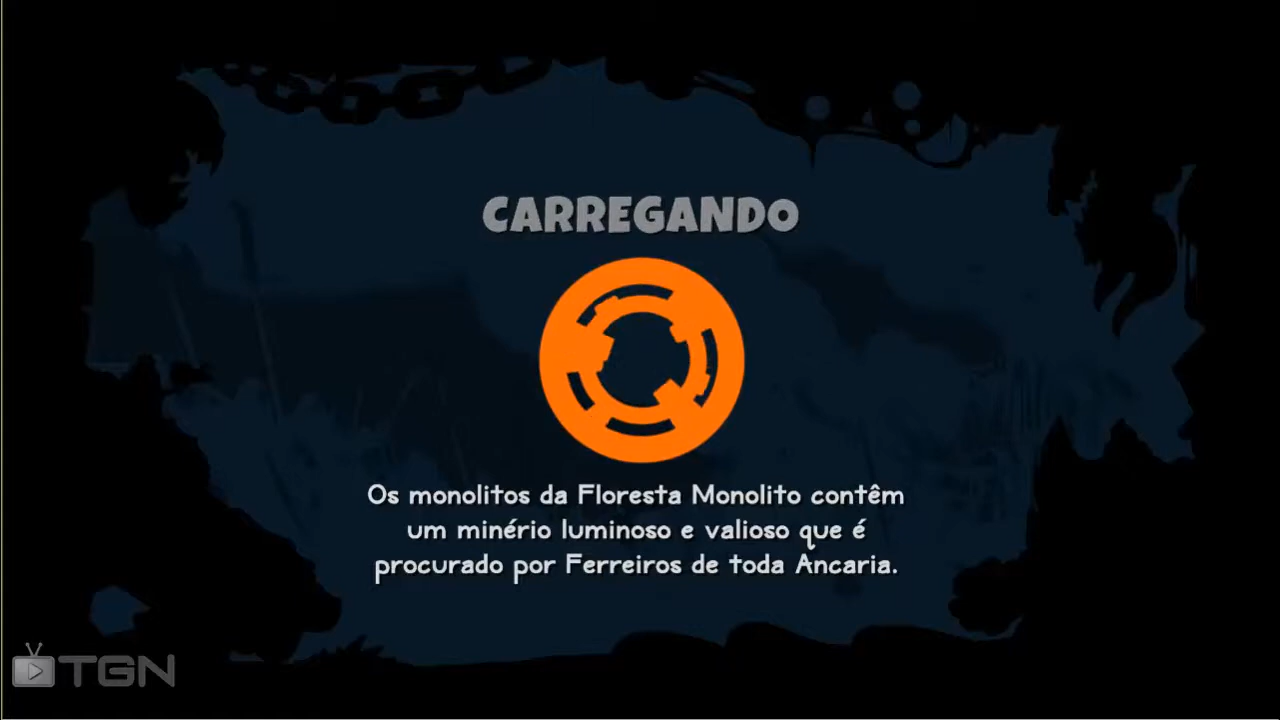 CARREGANDO
Os monolitos da Floresta Monolito contêm
um minério luminoso e valioso que é
procurado por Ferreiros de toda Ancaria.
TGN